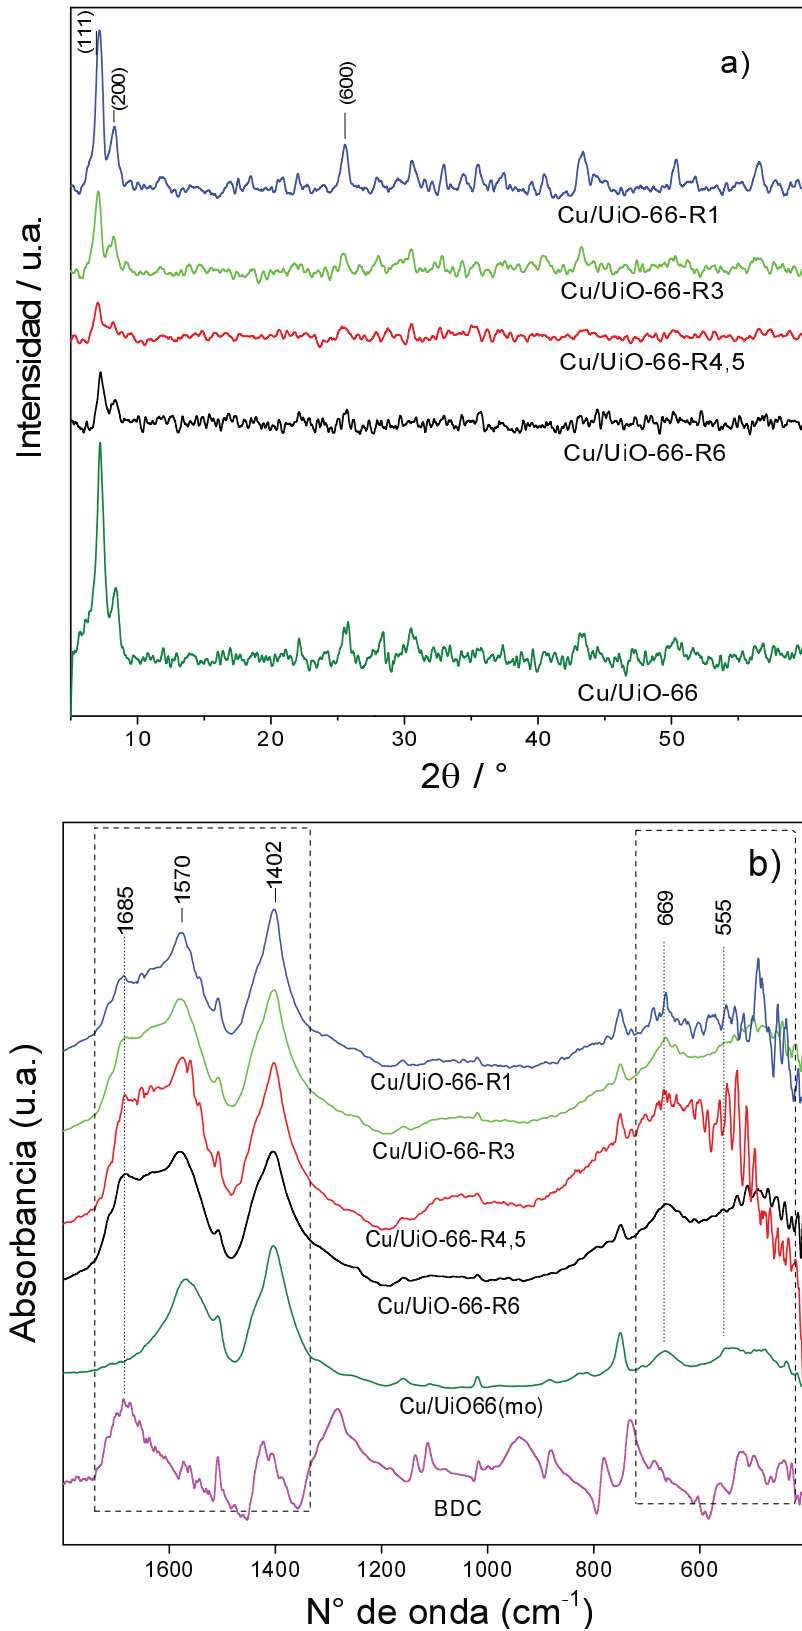 (111)
(200)
(600)
a)
Cu/UiO-66-R1
Cu/UiO-66-R3
Cu/UiO-66-R4,5
Cu/UiO-66-R6
Cu/UiO-66
Intensidad / u.a.
10 20 30 40 50
2θ / °
b)
1685
1570
1402
669
555
Cu/UiO-66-R1
Cu/UiO-66-R3
Cu/UiO-66-R4,5
Cu/UiO-66-R6
Cu/UiO66(mo)
BDC
Absorbancia (u.a.)
1600 1400 1200 1000 800 600
N° de onda (cm⁻¹)